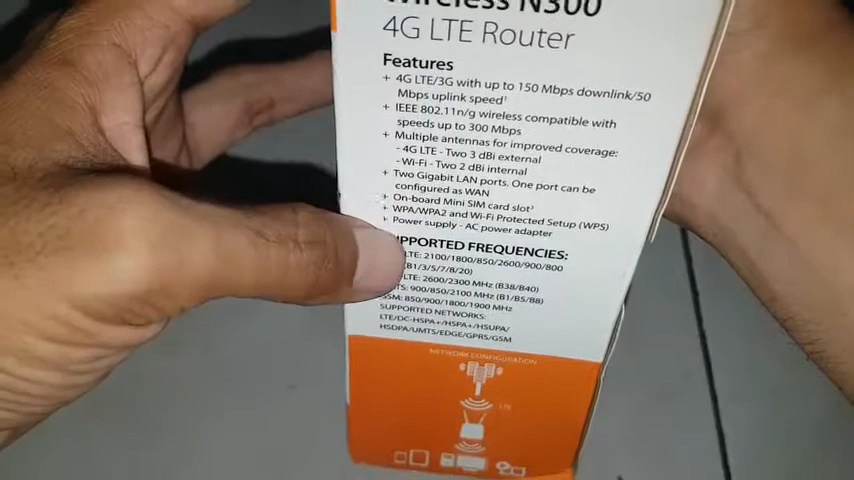 Wireless N300
4G LTE Router
Features
+ 4G LTE/3G with up to 150 Mbps downlink/50
Mbps uplink speed¹
+ IEEE 802.11b/g/n Wireless, compatible with
speeds up to 300 Mbps
+ Multiple antennas for improved coverage
- 4G LTE - Two 3 dBi external
- Wi-Fi - Two 2 dBi internal
+ Two Gigabit LAN ports. One port can be
configured as WAN
+ On-board Wi-Fi Protected Setup (WPS)
WPA/WPA2 and
+ Power supply - AC power adapter
SUPPORTED FREQUENCIES:
LTE: 2100/1800/850/2600/900/800
(B1/3/5/7/8/20)
LTE: 2600/2300 MHz (B38/B40)
900/850/2100 MHz (B1/B5/B8)
850/900/1800/1900 MHz
SUPPORTED NETWORKS:
LTE/DC-HSPA+/HSPA+/HSUPA/
HSDPA/UMTS/EDGE/GPRS/GSM
NETWORK CONFIGURATION
LTE